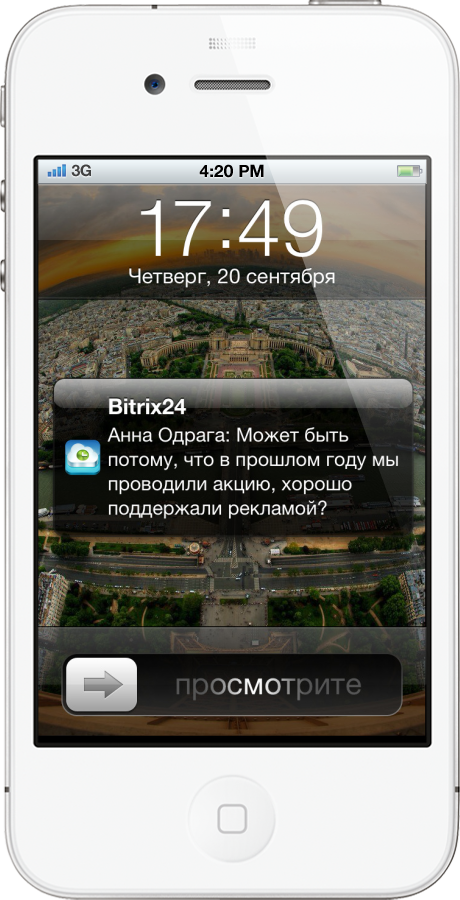 3G 4:20 PM
17:49
Четверг, 20 сентября
Bitrix24
Анна Одрага: Может быть
потому, что в прошлом году мы
проводили акцию, хорошо
поддержали рекламой?
просмотрите